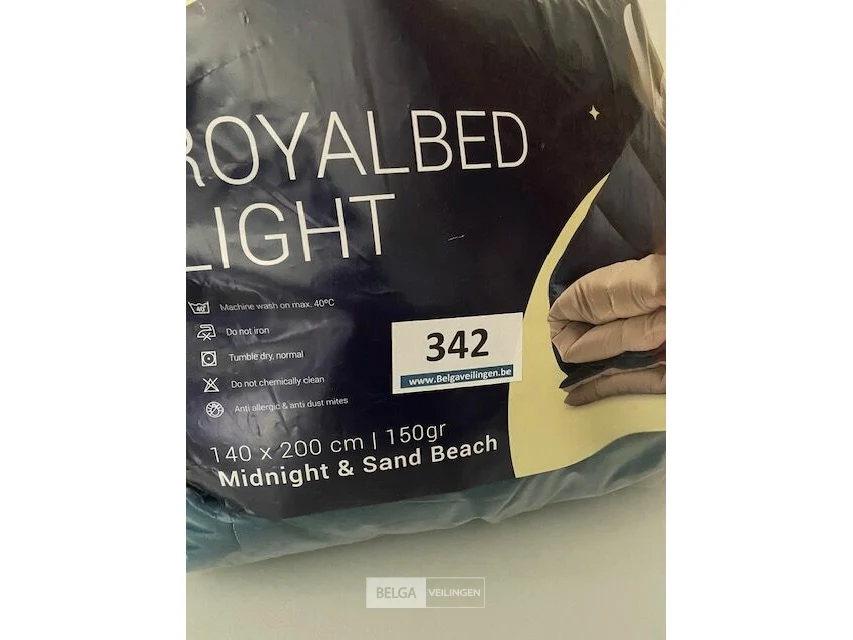 ROYALBED
LIGHT
40°
Machine wash on max. 40ºC
Do not iron
Tumble dry, normal
Do not chemically clean
Anti allergic & anti dust mites
342
www.Belgaveilingen.be
140 x 200 cm | 150gr
Midnight & Sand Beach
BELGA VEILINGEN